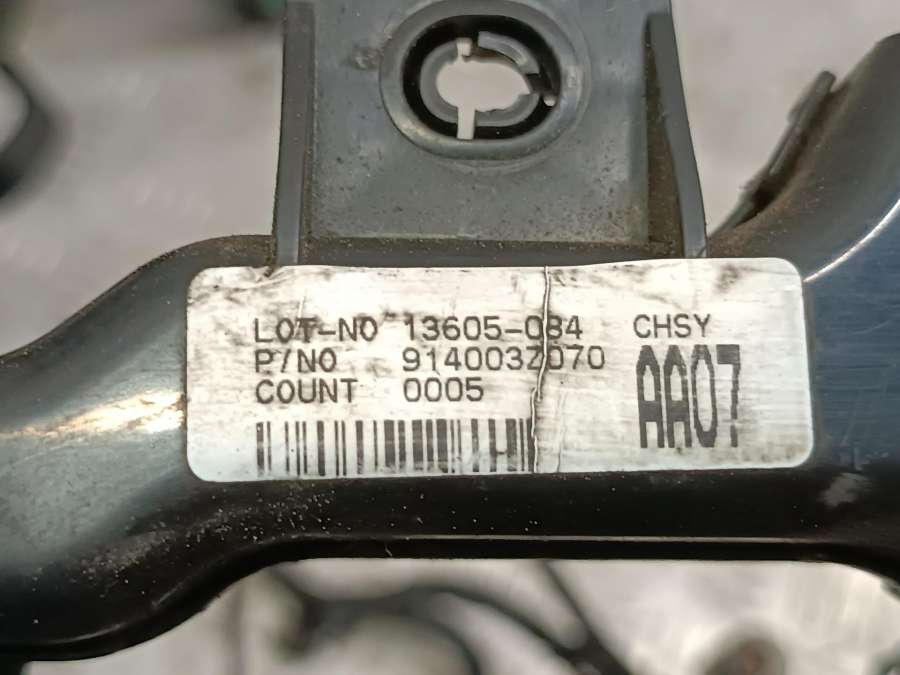 LOT-NO 13605-084 CHSY
P/NO 914003Z070
COUNT 0005
AA07